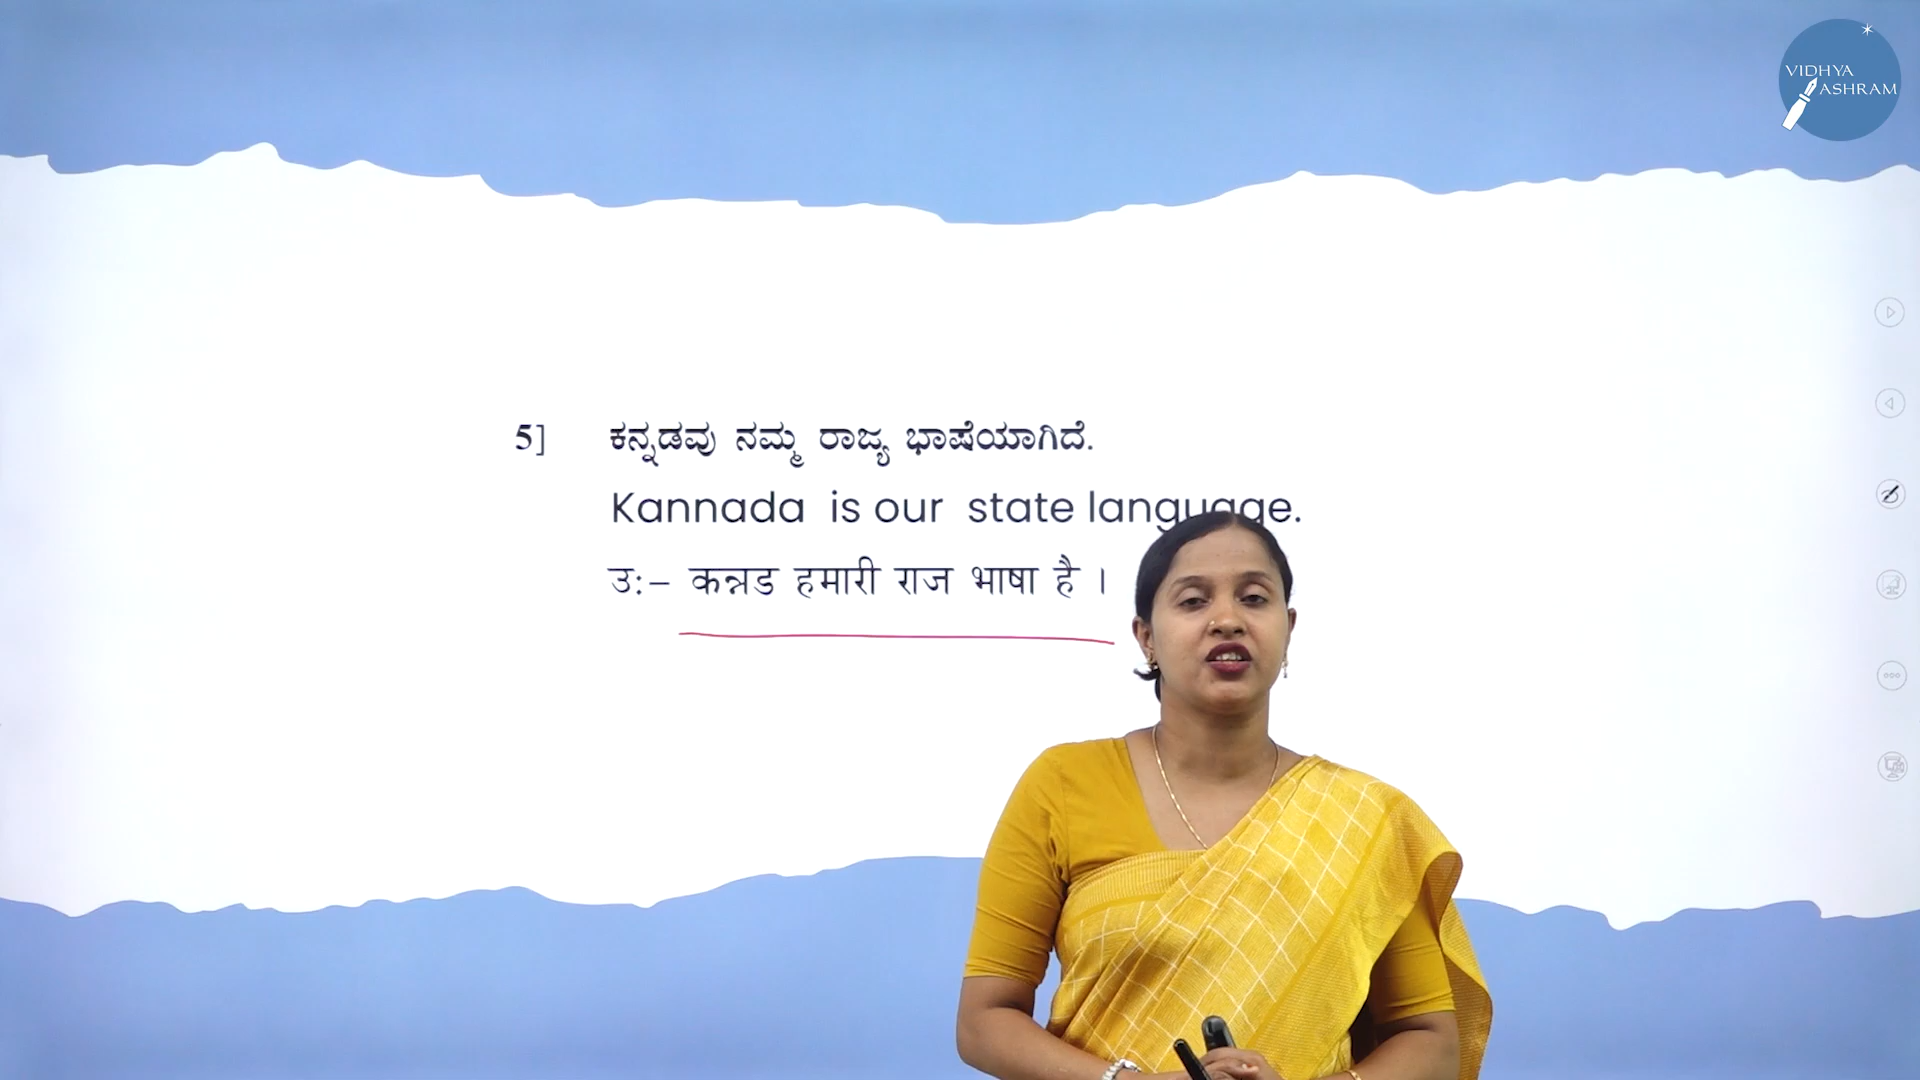 VIDHYA
ASHRAM
5] ಕನ್ನಡವು ನಮ್ಮ ರಾಜ್ಯ ಭಾಷೆಯಾಗಿದೆ.
Kannada is our state language.
उ:– कन्नड हमारी राज भाषा है ।